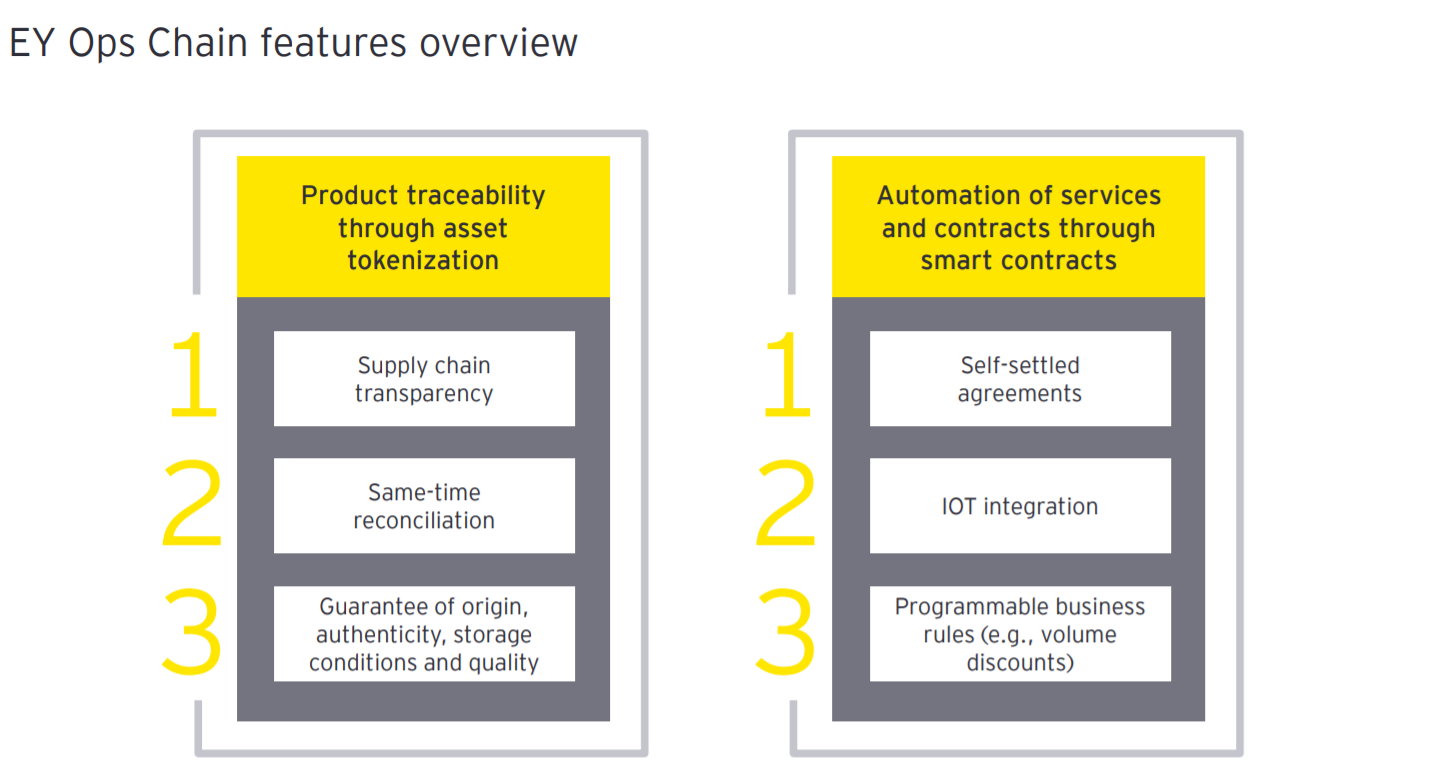 EY Ops Chain features overview
Product traceability
through asset
tokenization
1
Supply chain
transparency
2
Same-time
reconciliation
3
Guarantee of origin,
authenticity, storage
conditions and quality
Automation of services
and contracts through
smart contracts
1
Self-settled
agreements
2
IOT integration
3
Programmable business
rules (e.g., volume
discounts)